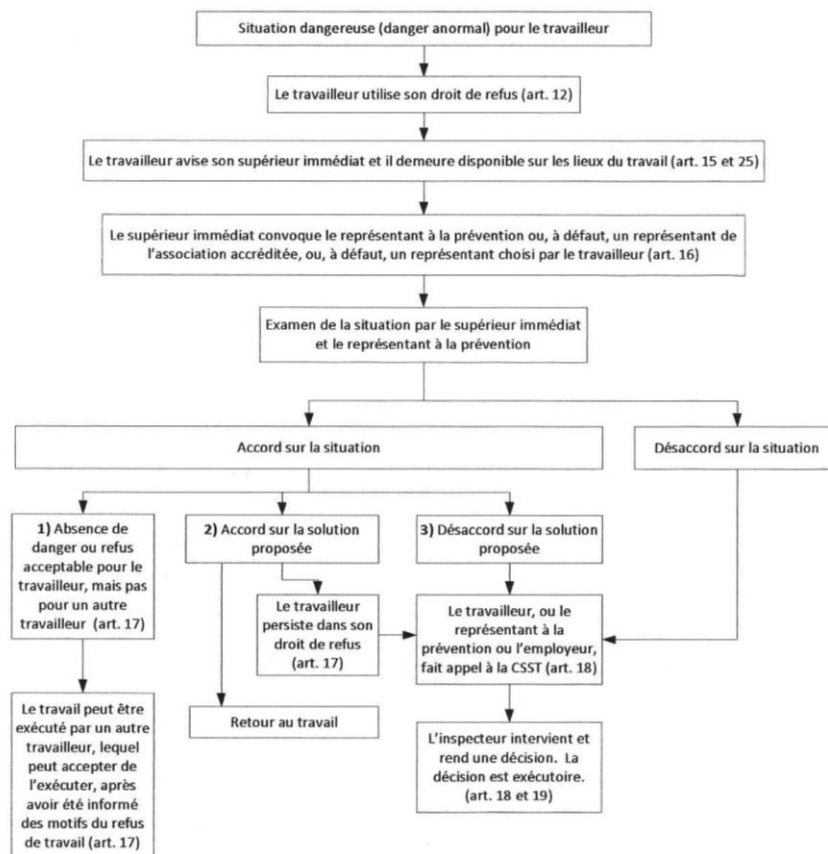 Situation dangereuse (danger anormal) pour le travailleur
Le travailleur utilise son droit de refus (art. 12)
Le travailleur avise son supérieur immédiat et il demeure disponible sur les lieux du travail (art. 15 et 25)
Le supérieur immédiat convoque le représentant à la prévention ou, à défaut, un représentant de
l'association accréditée, ou, à défaut, un représentant choisi par le travailleur (art. 16)
Examen de la situation par le supérieur immédiat
et le représentant à la prévention
Accord sur la situation
Désaccord sur la situation
1) Absence de
danger ou refus
acceptable pour le
travailleur, mais pas
pour un autre
travailleur (art. 17)
2) Accord sur la solution
proposée
3) Désaccord sur la solution
proposée
Le travailleur
persiste dans son
droit de refus
(art. 17)
Le travailleur, ou le
représentant à la
prévention ou l'employeur,
fait appel à la CSST (art. 18)
Le travail peut être
exécuté par un autre
travailleur, lequel
peut accepter de
l'exécuter, après
avoir été informé
des motifs du refus
de travail (art. 17)
Retour au travail
L'inspecteur intervient et
rend une décision. La
décision est exécutoire.
(art. 18 et 19)